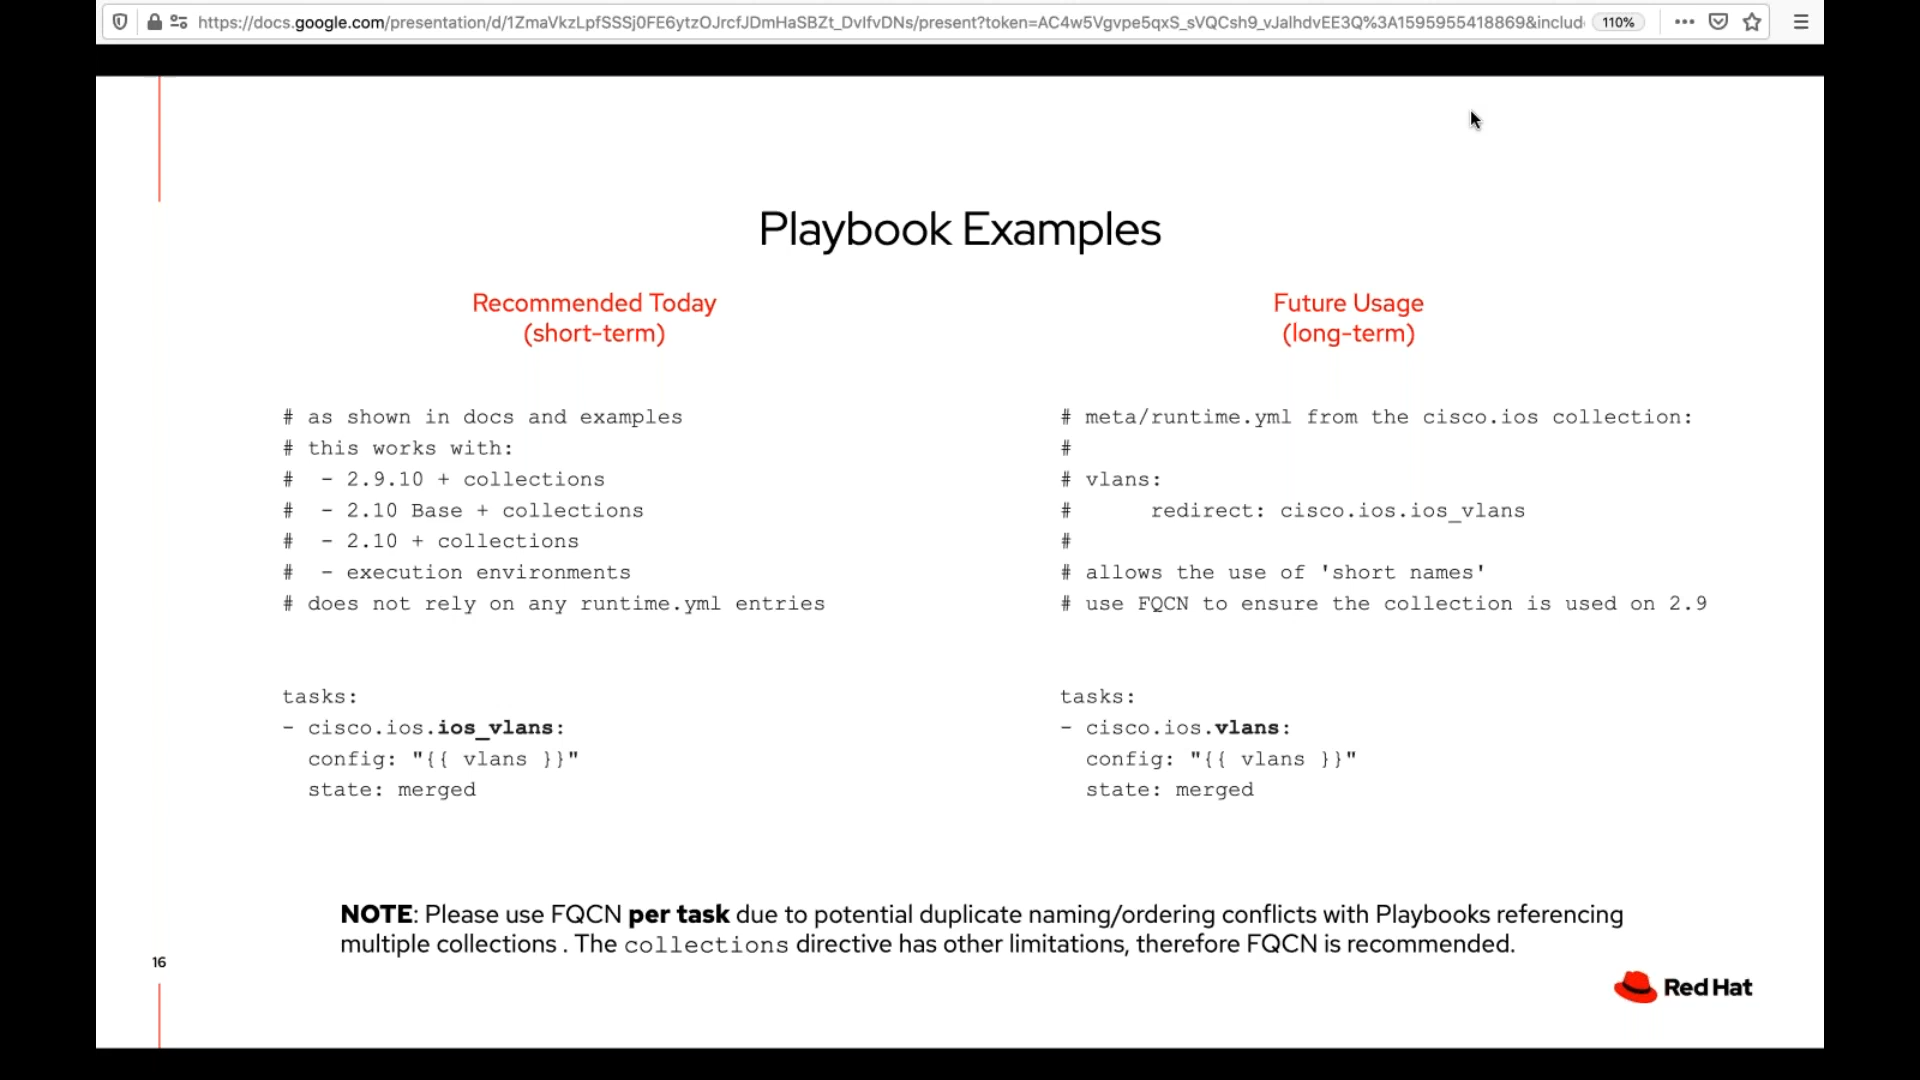 https://docs.google.com/presentation/d/1ZmaVkzLpfSSSj0FE6ytzOJrcfJDmHaSBZt_DvIfvDNs/present?token=AC4w5Vgvpe5qxS_sVQCsh9_vJalhdvEE3Q%3A1595955418869&includ 110%
Playbook Examples
Recommended Today
(short-term)
# as shown in docs and examples
# this works with:
#  - 2.9.10 + collections
#  - 2.10 Base + collections
#  - 2.10 + collections
#  - execution environments
# does not rely on any runtime.yml entries
tasks:
- cisco.ios.ios_vlans:
  config: "{{ vlans }}"
  state: merged
Future Usage
(long-term)
# meta/runtime.yml from the cisco.ios collection:
#
# vlans:
#      redirect: cisco.ios.ios_vlans
#
# allows the use of 'short names'
# use FQCN to ensure the collection is used on 2.9
tasks:
- cisco.ios.vlans:
  config: "{{ vlans }}"
  state: merged
NOTE: Please use FQCN per task due to potential duplicate naming/ordering conflicts with Playbooks referencing
multiple collections . The collections directive has other limitations, therefore FQCN is recommended.
16
Red Hat